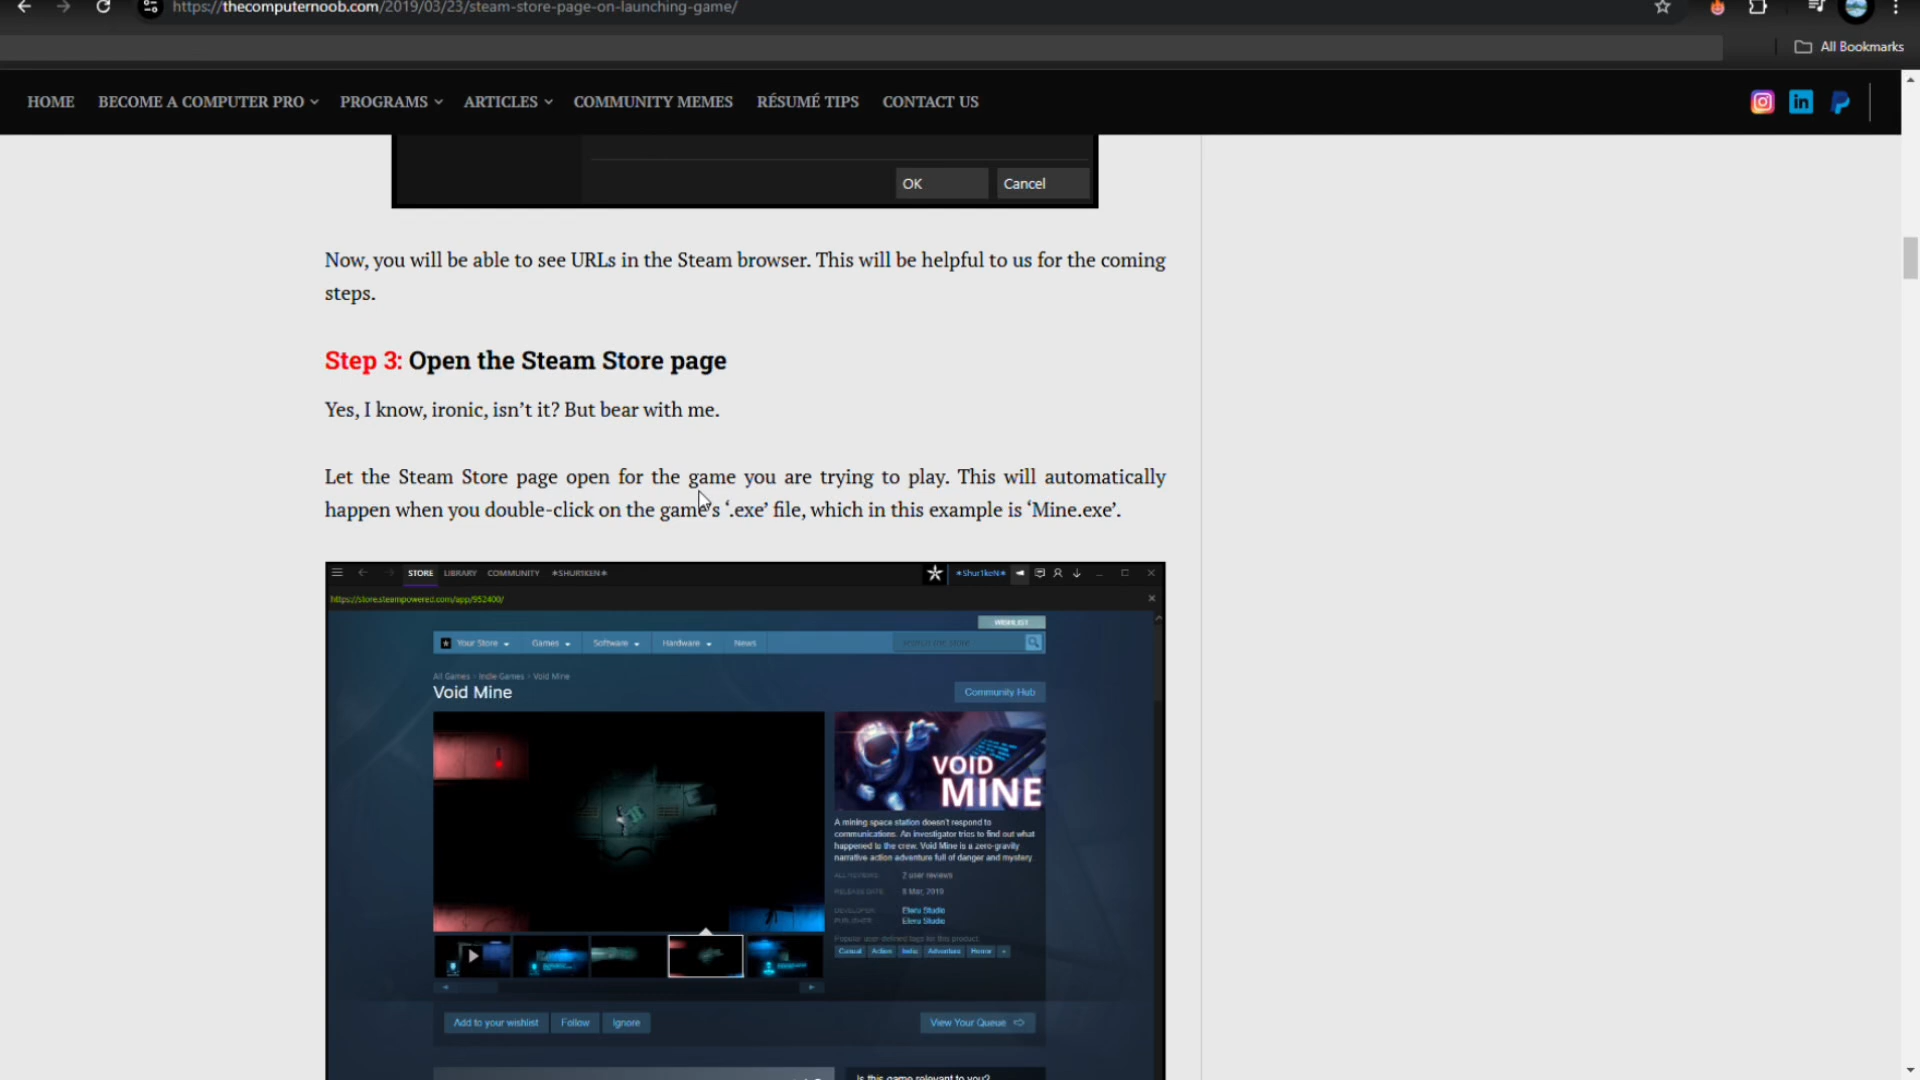 https://thecomputernoob.com/2019/03/23/steam-store-page-on-launching-game/
All Bookmarks
HOME BECOME A COMPUTER PRO PROGRAMS ARTICLES COMMUNITY MEMES RÉSUMÉ TIPS CONTACT US
OK Cancel
Now, you will be able to see URLs in the Steam browser. This will be helpful to us for the coming
steps.
Step 3: Open the Steam Store page
Yes, I know, ironic, isn’t it? But bear with me.
Let the Steam Store page open for the game you are trying to play. This will automatically
happen when you double-click on the game’s ‘.exe’ file, which in this example is ‘Mine.exe’.
STORE LIBRARY COMMUNITY *SHUR1KEN* *Shur1keN*
https://store.steampowered.com/app/952400/
WISHLIST
Your Store Games Software Hardware News search the store
All Games > Indie Games > Void Mine
Void Mine
Community Hub
VOID
MINE
A mining space station doesn't respond to
communications. An investigator tries to find out what
happened to the crew. Void Mine is a zero-gravity
narrative action adventure full of danger and mystery.
ALL REVIEWS: 2 user reviews
RELEASE DATE: 8 Mar, 2019
DEVELOPER: Elenu Studio
PUBLISHER: Elenu Studio
Popular user-defined tags for this product:
Casual Action Indie Adventure Horror +
Add to your wishlist Follow Ignore View Your Queue
Is this game relevant to you?